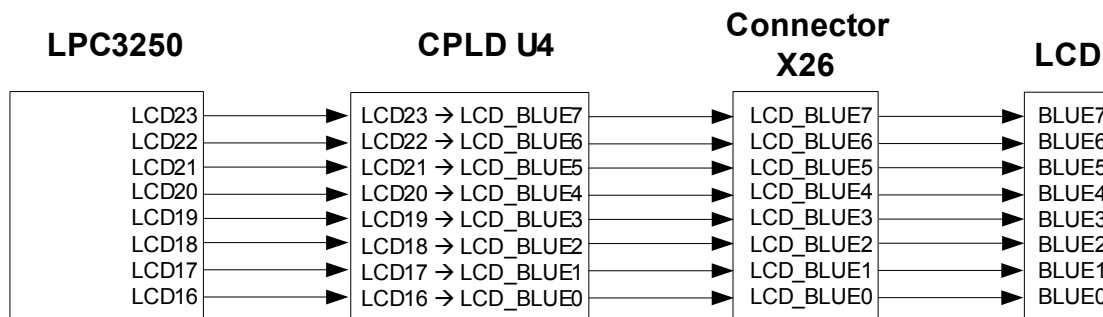 LPC3250
CPLD U4
Connector
X26
LCD
LCD23 LCD23 → LCD_BLUE7 LCD_BLUE7 BLUE7
LCD22 LCD22 → LCD_BLUE6 LCD_BLUE6 BLUE6
LCD21 LCD21 → LCD_BLUE5 LCD_BLUE5 BLUE5
LCD20 LCD20 → LCD_BLUE4 LCD_BLUE4 BLUE4
LCD19 LCD19 → LCD_BLUE3 LCD_BLUE3 BLUE3
LCD18 LCD18 → LCD_BLUE2 LCD_BLUE2 BLUE2
LCD17 LCD17 → LCD_BLUE1 LCD_BLUE1 BLUE1
LCD16 LCD16 → LCD_BLUE0 LCD_BLUE0 BLUE0